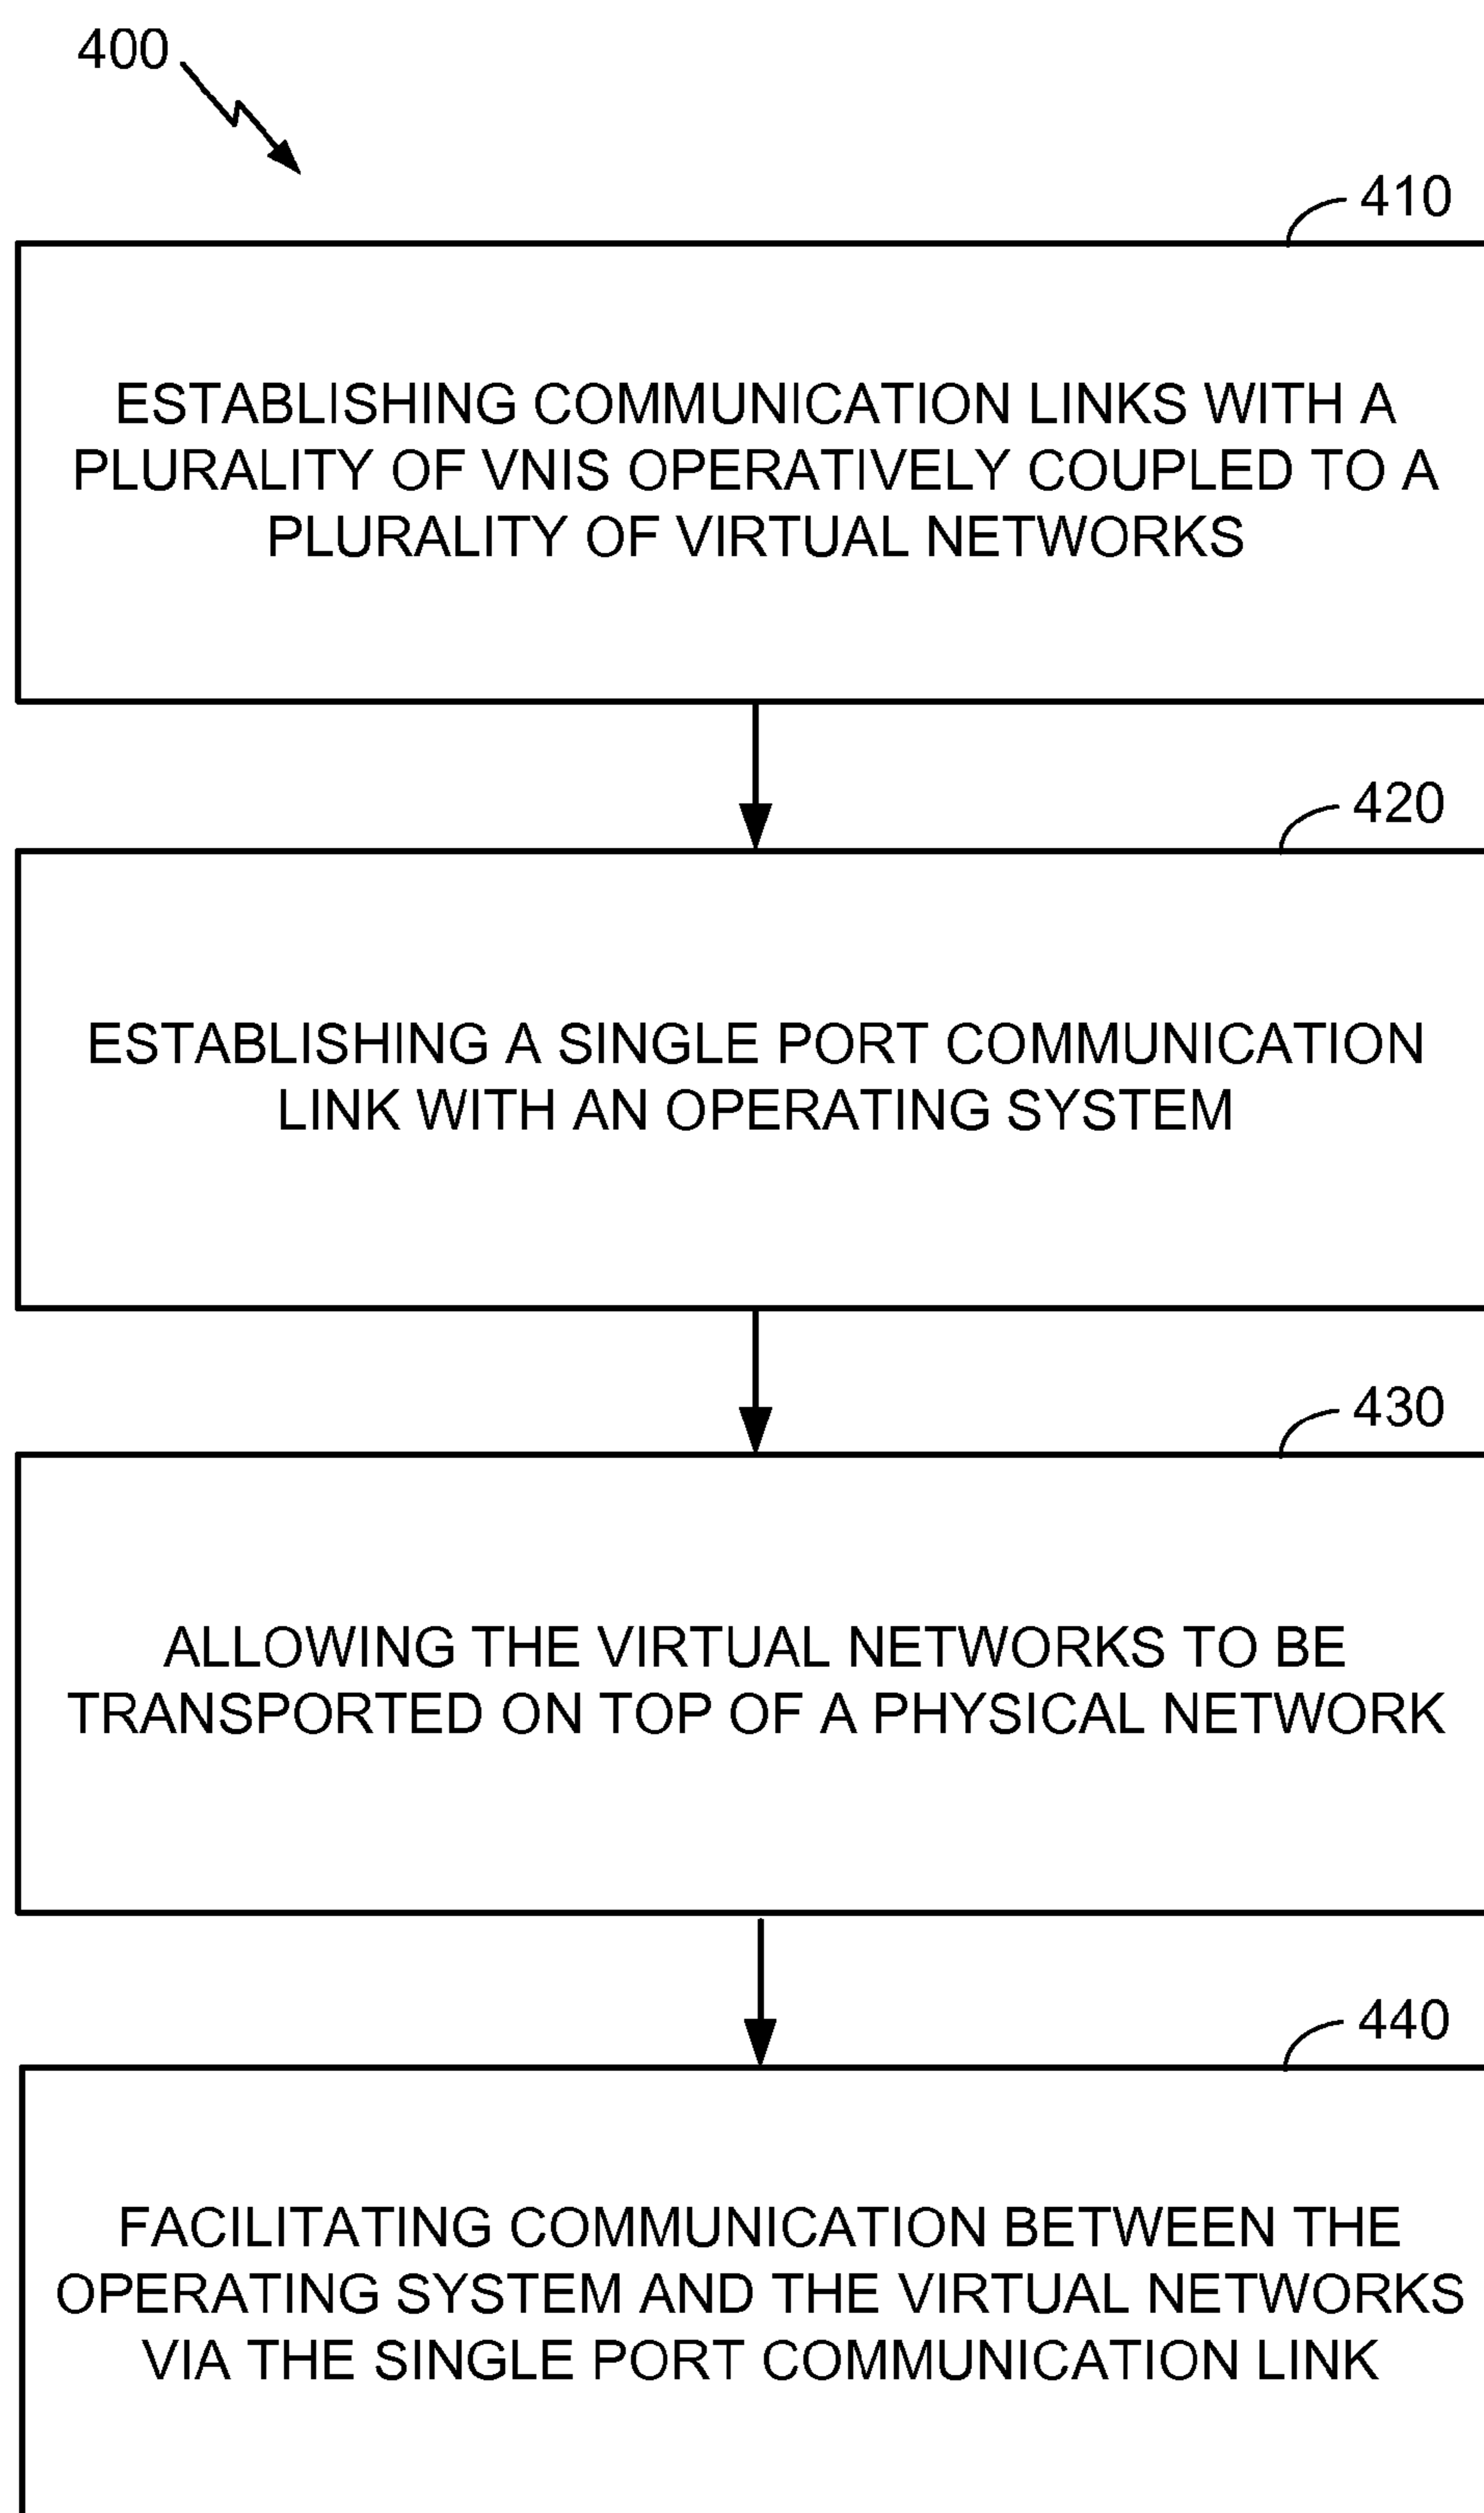 400
410
ESTABLISHING COMMUNICATION LINKS WITH A
PLURALITY OF VNIS OPERATIVELY COUPLED TO A
PLURALITY OF VIRTUAL NETWORKS
420
ESTABLISHING A SINGLE PORT COMMUNICATION
LINK WITH AN OPERATING SYSTEM
430
ALLOWING THE VIRTUAL NETWORKS TO BE
TRANSPORTED ON TOP OF A PHYSICAL NETWORK
440
FACILITATING COMMUNICATION BETWEEN THE
OPERATING SYSTEM AND THE VIRTUAL NETWORKS
VIA THE SINGLE PORT COMMUNICATION LINK